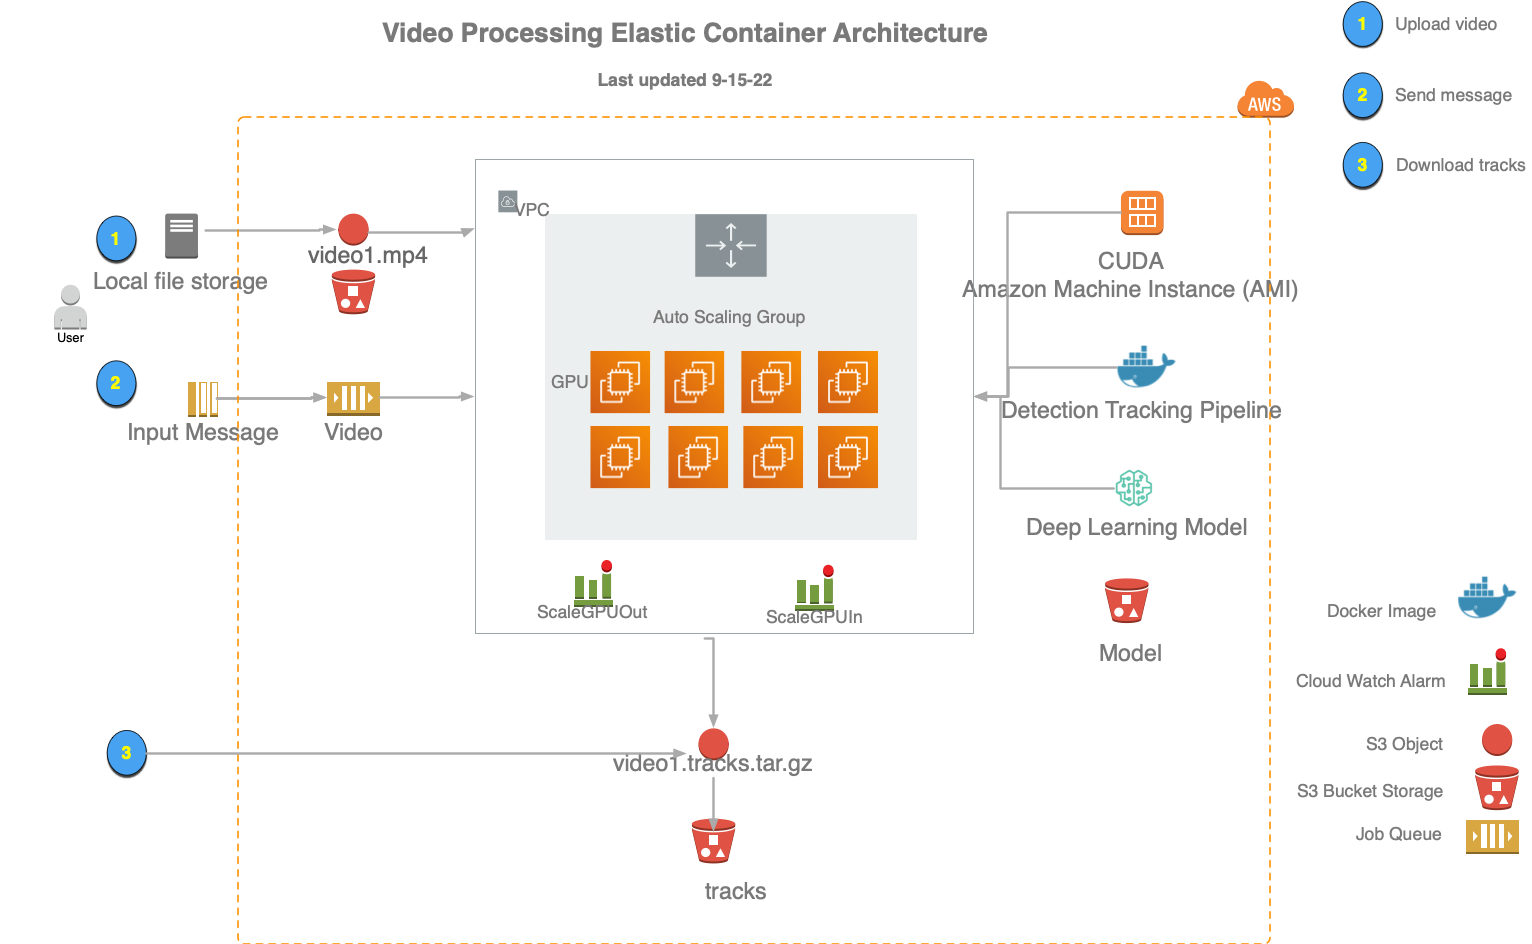 Video Processing Elastic Container Architecture
Last updated 9-15-22
1 Upload video
2 Send message
3 Download tracks
AWS
VPC
1
Local file storage
video1.mp4
User
2
Input Message
Video
Auto Scaling Group
GPU
ScaleGPUOut
ScaleGPUIn
CUDA
Amazon Machine Instance (AMI)
Detection Tracking Pipeline
Deep Learning Model
Model
3
video1.tracks.tar.gz
tracks
Docker Image
Cloud Watch Alarm
S3 Object
S3 Bucket Storage
Job Queue